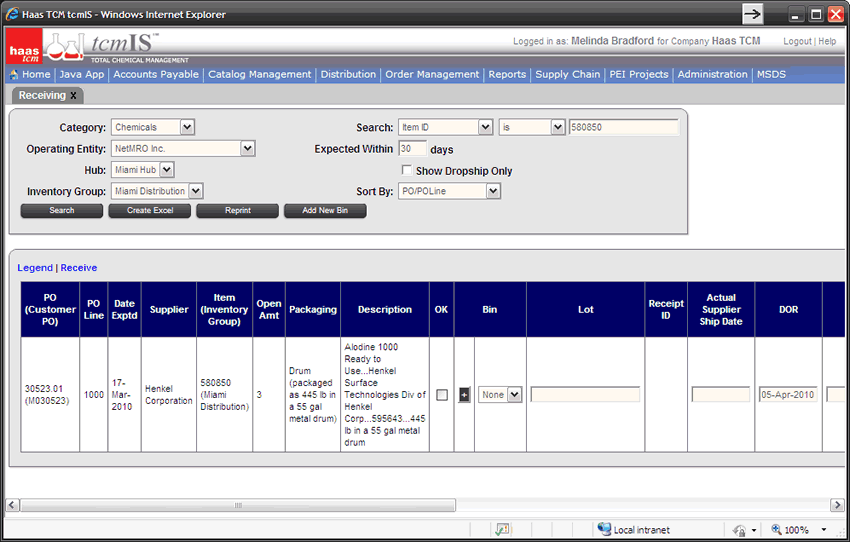 Haas TCM tcmIS - Windows Internet Explorer
haas tcm
tcmIS™
TOTAL CHEMICAL MANAGEMENT
Logged in as: Melinda Bradford for Company Haas TCM
Logout | Help
Home | Java App | Accounts Payable | Catalog Management | Distribution | Order Management | Reports | Supply Chain | PEI Projects | Administration | MSDS
Receiving X
Category: Chemicals Search: Item ID is 580850
Operating Entity: NetMRO Inc. Expected Within 30 days
Hub: Miami Hub Show Dropship Only
Inventory Group: Miami Distribution Sort By: PO/POLine
Search Create Excel Reprint Add New Bin
Legend | Receive
PO
(Customer
PO)
PO
Line
Date
Exptd
Supplier
Item
(Inventory
Group)
Open
Amt
Packaging
Description
OK
Bin
Lot
Receipt
ID
Actual
Supplier
Ship Date
DOR
30523.01
(M030523)
1000
17-
Mar-
2010
Henkel
Corporation
580850
(Miami
Distribution)
3
Drum
(packaged
as 445 lb in
a 55 gal
metal drum)
Alodine 1000
Ready to
Use...Henkel
Surface
Technologies Div of
Henkel
Corp...595643...445
lb in a 55 gal metal
drum
+
None
05-Apr-2010
Local intranet
100%